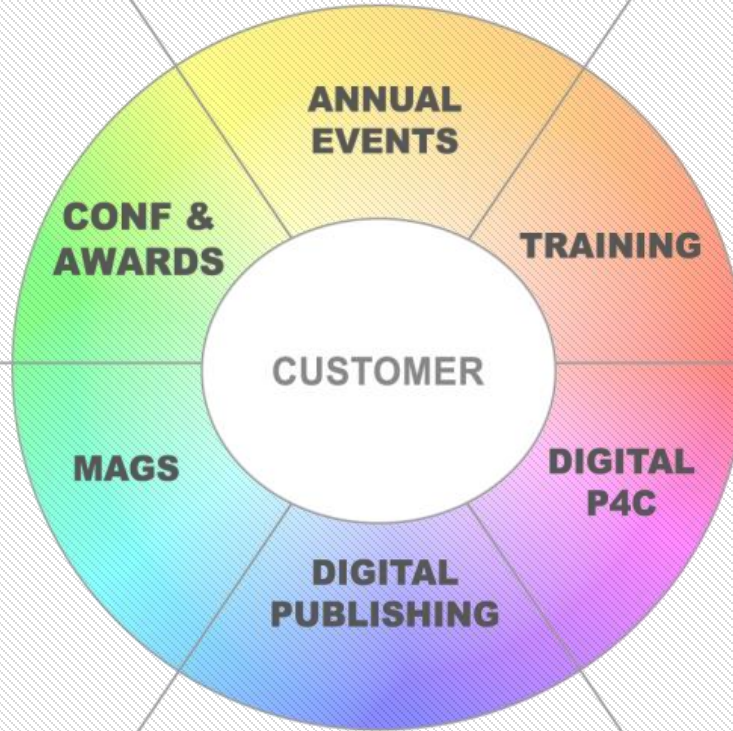 ANNUAL
EVENTS
CONF &
AWARDS
TRAINING
CUSTOMER
MAGS
DIGITAL
P4C
DIGITAL
PUBLISHING